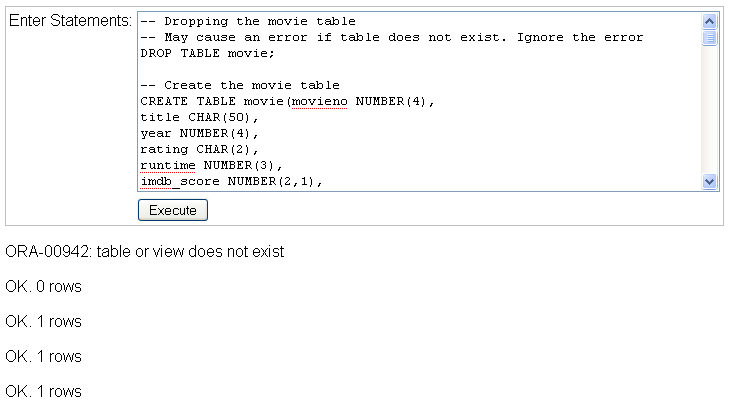 Enter Statements:
-- Dropping the movie table
-- May cause an error if table does not exist. Ignore the error
DROP TABLE movie;
-- Create the movie table
CREATE TABLE movie(movieno NUMBER(4),
title CHAR(50),
year NUMBER(4),
rating CHAR(2),
runtime NUMBER(3),
imdb_score NUMBER(2,1),
Execute
ORA-00942: table or view does not exist
OK. 0 rows
OK. 1 rows
OK. 1 rows
OK. 1 rows